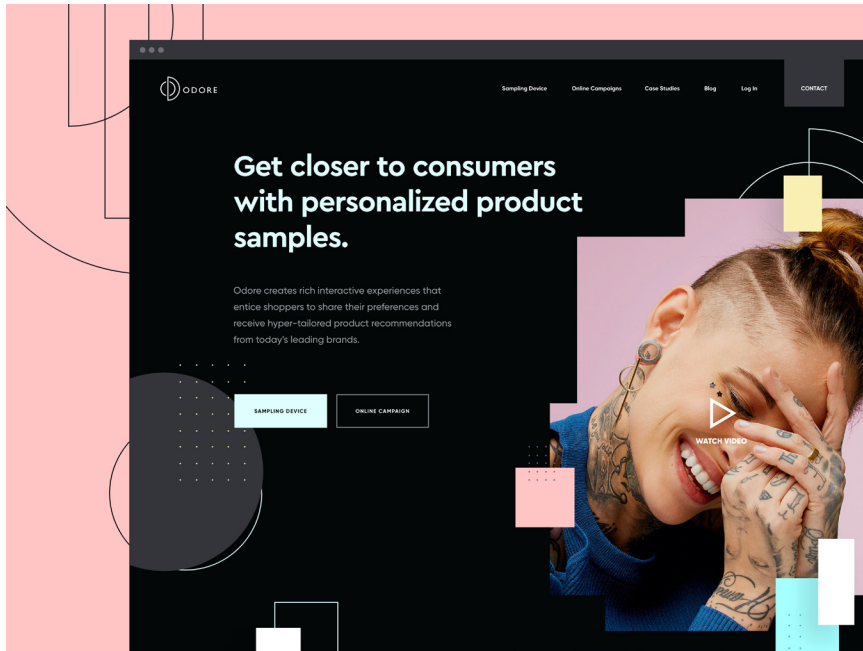 ODORE
Sampling Device
Online Campaigns
Case Studies
Blog
Log In
CONTACT
Get closer to consumers
with personalized product
samples.
Odore creates rich interactive experiences that
entice shoppers to share their preferences and
receive hyper-tailored product recommendations
from today's leading brands.
SAMPLING DEVICE
ONLINE CAMPAIGN
WATCH VIDEO